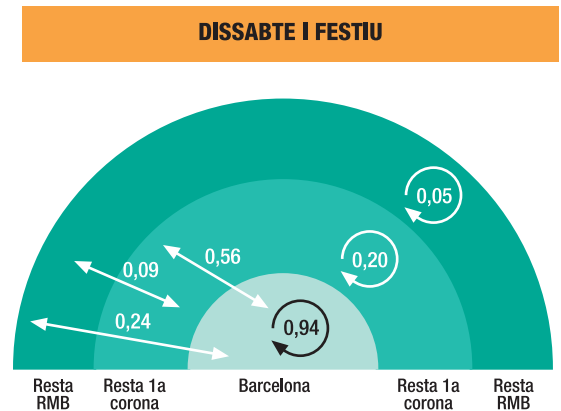 DISSABTE I FESTIU
0,05
0,56
0,20
0,09
0,24
0,94
Resta RMB
Resta 1a corona
Barcelona
Resta 1a corona
Resta RMB